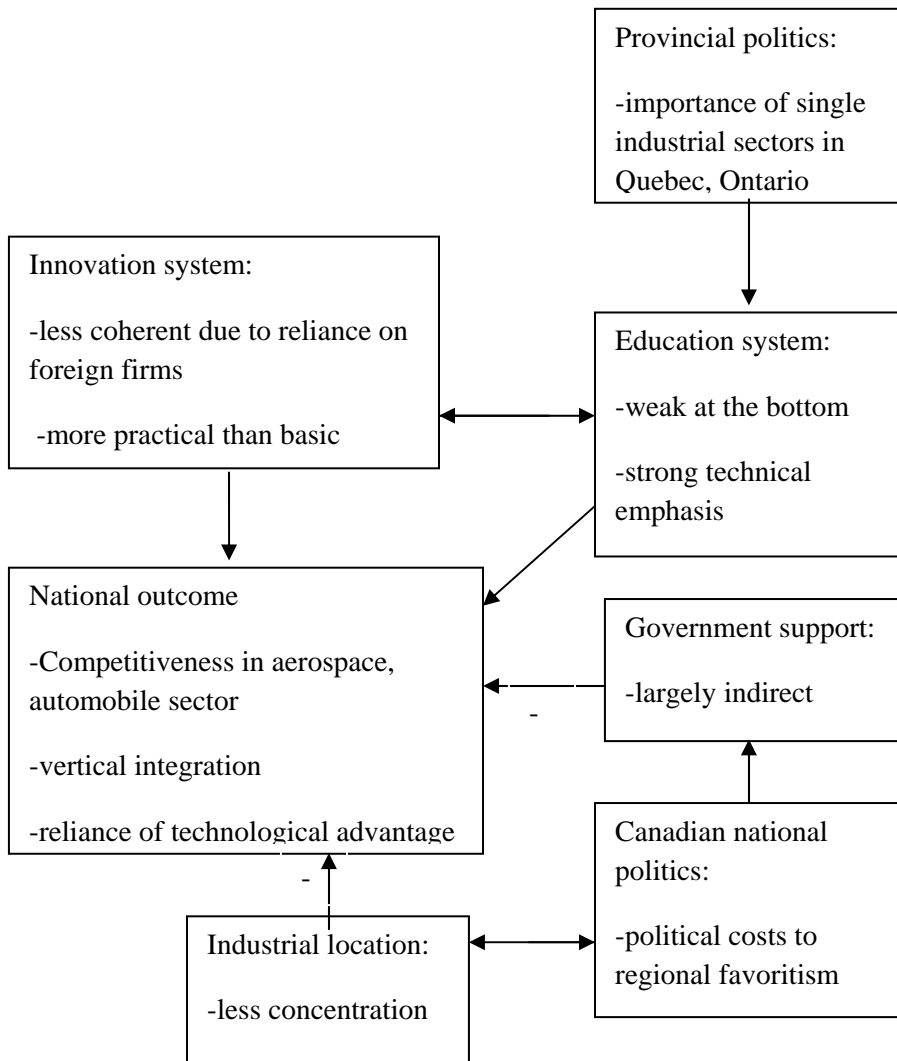 Provincial politics:
-importance of single
industrial sectors in
Quebec, Ontario
Innovation system:
-less coherent due to reliance on
foreign firms
-more practical than basic
Education system:
-weak at the bottom
-strong technical
emphasis
National outcome
-Competitiveness in aerospace,
automobile sector
-vertical integration
-reliance of technological advantage
Government support:
-largely indirect
-
Canadian national
politics:
-political costs to
regional favoritism
-
Industrial location:
-less concentration